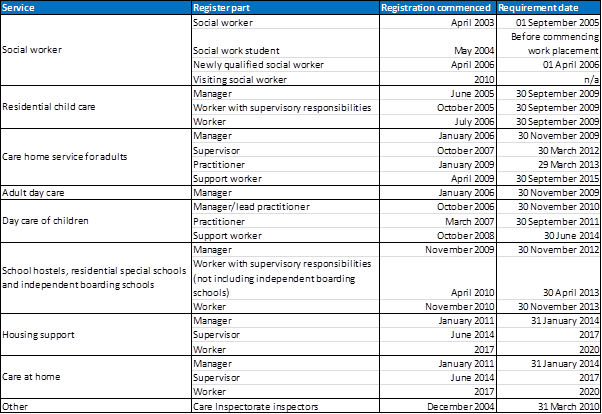 Service Register part Registration commenced Requirement date
Social worker Social worker April 2003 01 September 2005
Social work student May 2004 Before commencing work placement
Newly qualified social worker April 2006 01 April 2006
Visiting social worker 2010 n/a
Residential child care Manager June 2005 30 September 2009
Worker with supervisory responsibilities October 2005 30 September 2009
Worker July 2006 30 September 2009
Care home service for adults Manager January 2006 30 November 2009
Supervisor October 2007 30 March 2012
Practitioner January 2009 29 March 2013
Support worker April 2009 30 September 2015
Adult day care Manager January 2006 30 November 2009
Day care of children Manager/lead practitioner October 2006 30 November 2010
Practitioner March 2007 30 September 2011
Support worker October 2008 30 June 2014
School hostels, residential special schools
and independent boarding schools
Manager November 2009 30 November 2012
Worker with supervisory responsibilities
(not including independent boarding
schools) April 2010 30 April 2013
Worker November 2010 30 November 2013
Housing support Manager January 2011 31 January 2014
Supervisor June 2014 2017
Worker 2017 2020
Care at home Manager January 2011 31 January 2014
Supervisor June 2014 2017
Worker 2017 2020
Other Care Inspectorate inspectors December 2004 31 March 2010